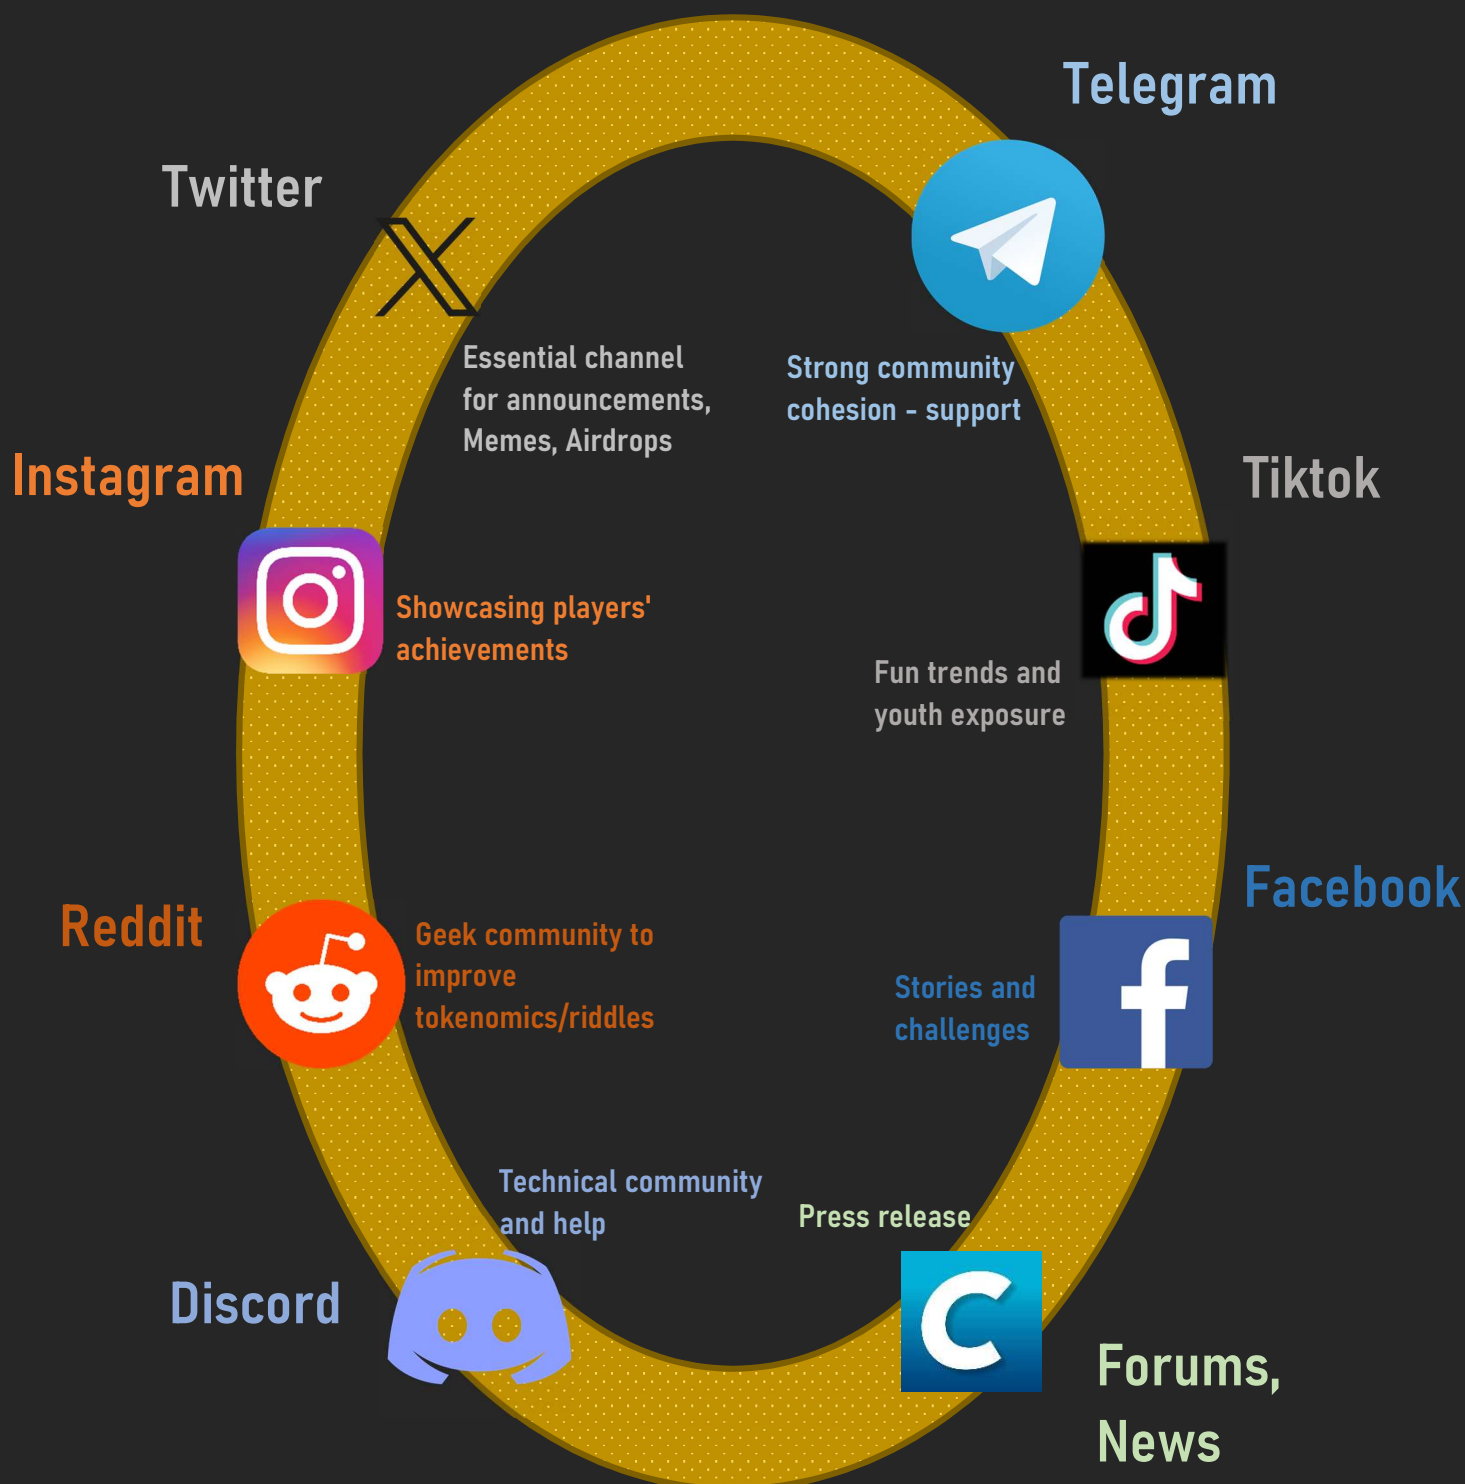 Telegram
Twitter
Essential channel
for announcements,
Memes, Airdrops
Strong community
cohesion - support
Instagram
Tiktok
Showcasing players'
achievements
Fun trends and
youth exposure
Facebook
Reddit
Geek community to
improve
tokenomics/riddles
Stories and
challenges
Technical community
and help
Press release
Discord
C
Forums,
News